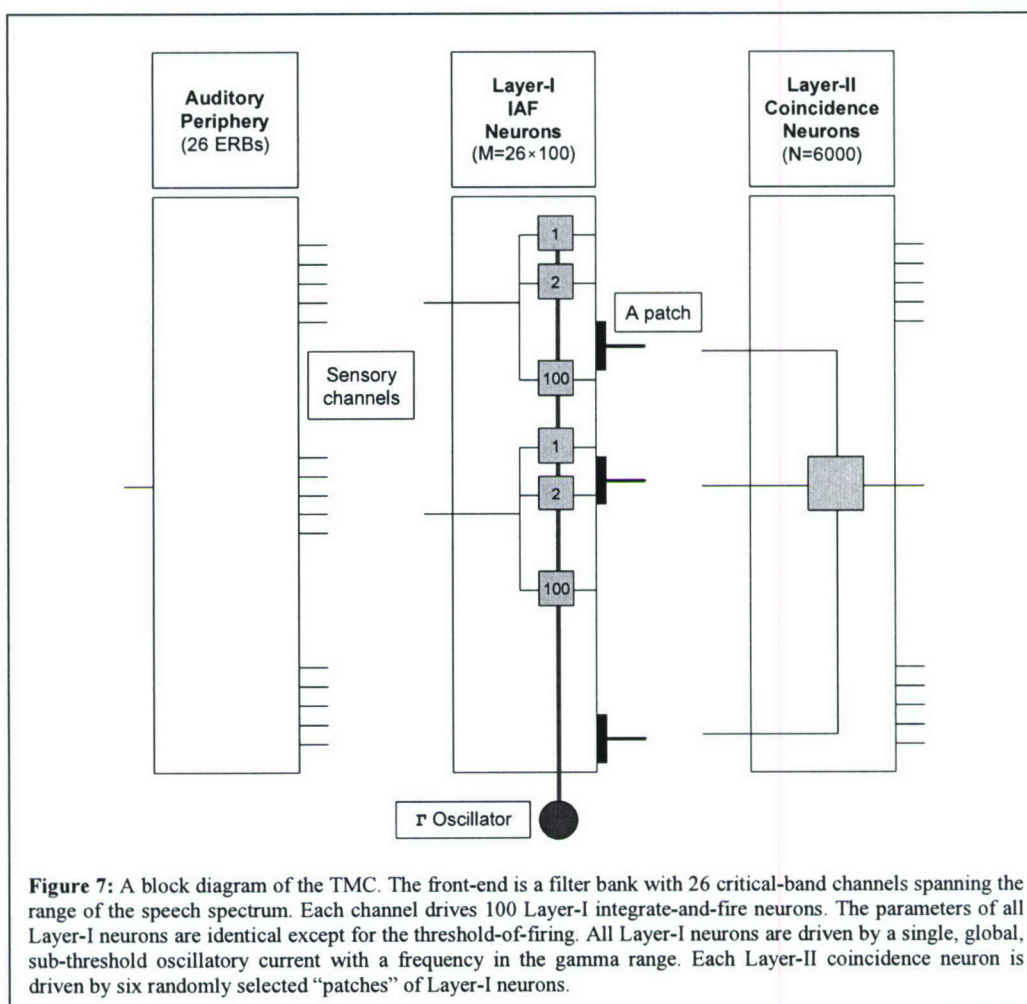 Auditory
Periphery
(26 ERBs)
Layer-I
IAF
Neurons
(M=26×100)
Layer-II
Coincidence
Neurons
(N=6000)
1
2
A patch
Sensory
channels
100
1
2
100
Γ Oscillator
Figure 7: A block diagram of the TMC. The front-end is a filter bank with 26 critical-band channels spanning the
range of the speech spectrum. Each channel drives 100 Layer-I integrate-and-fire neurons. The parameters of all
Layer-I neurons are identical except for the threshold-of-firing. All Layer-I neurons are driven by a single, global,
sub-threshold oscillatory current with a frequency in the gamma range. Each Layer-II coincidence neuron is
driven by six randomly selected “patches” of Layer-I neurons.